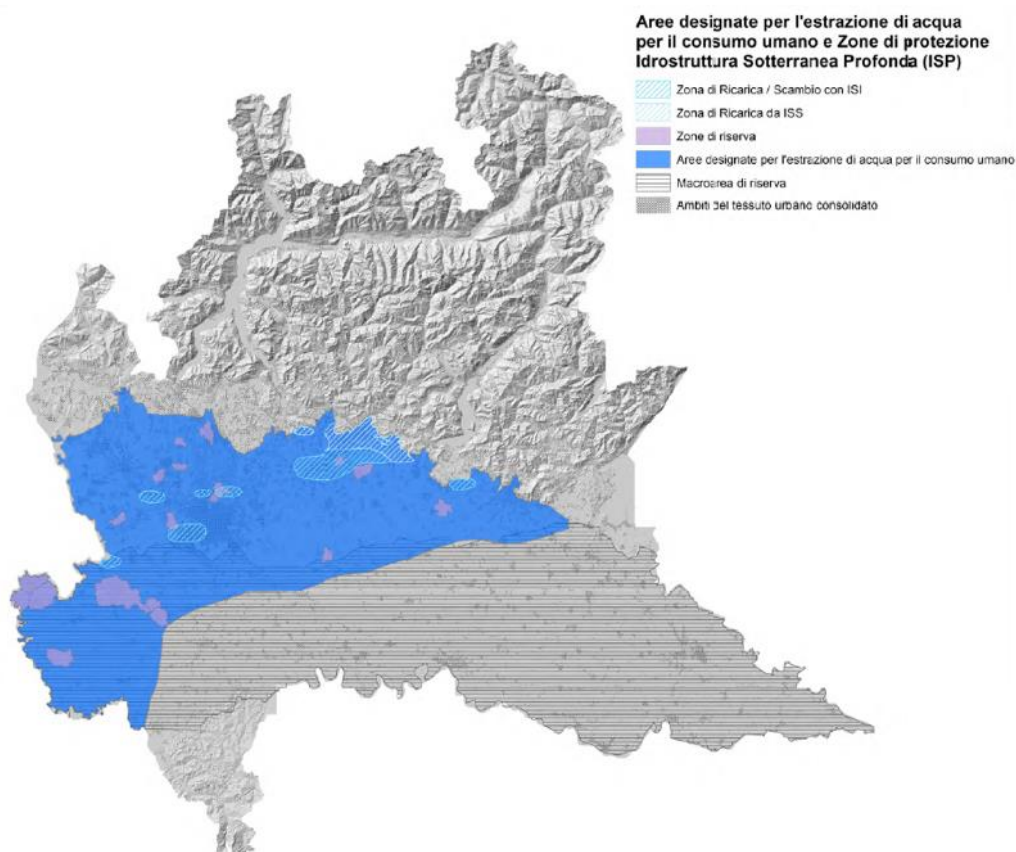 Aree designate per l'estrazione di acqua
per il consumo umano e Zone di protezione
Idrostruttura Sotterranea Profonda (ISP)
Zona di Ricarica / Scambio con ISI
Zona di Ricarica da ISS
Zone di riserva
Aree designate per l'estrazione di acqua per il consumo umano
Macroarea di riserva
Ambiti del tessuto urbano consolidato